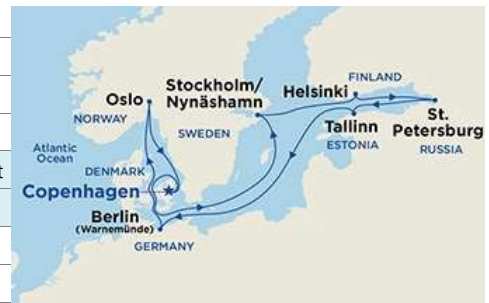 FINLAND
Stockholm/
Nynäshamn
Helsinki
Oslo
NORWAY
St.
Petersburg
Tallinn
SWEDEN
ESTONIA
RUSSIA
Atlantic
Ocean
DENMARK
t
Copenhagen
Berlin
(Warnemünde)
GERMANY